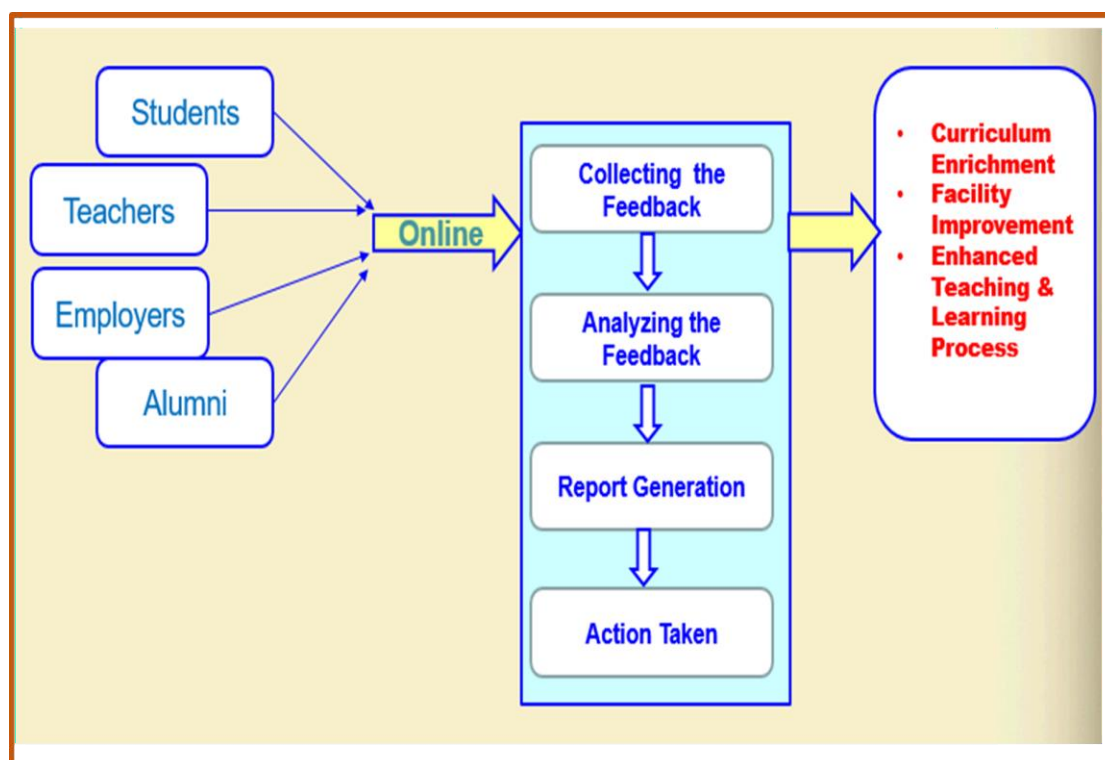 Students
Teachers
Employers
Alumni
Online
Collecting the
Feedback
Analyzing the
Feedback
Report Generation
Action Taken
• Curriculum
Enrichment
• Facility
Improvement
• Enhanced
Teaching &
Learning
Process